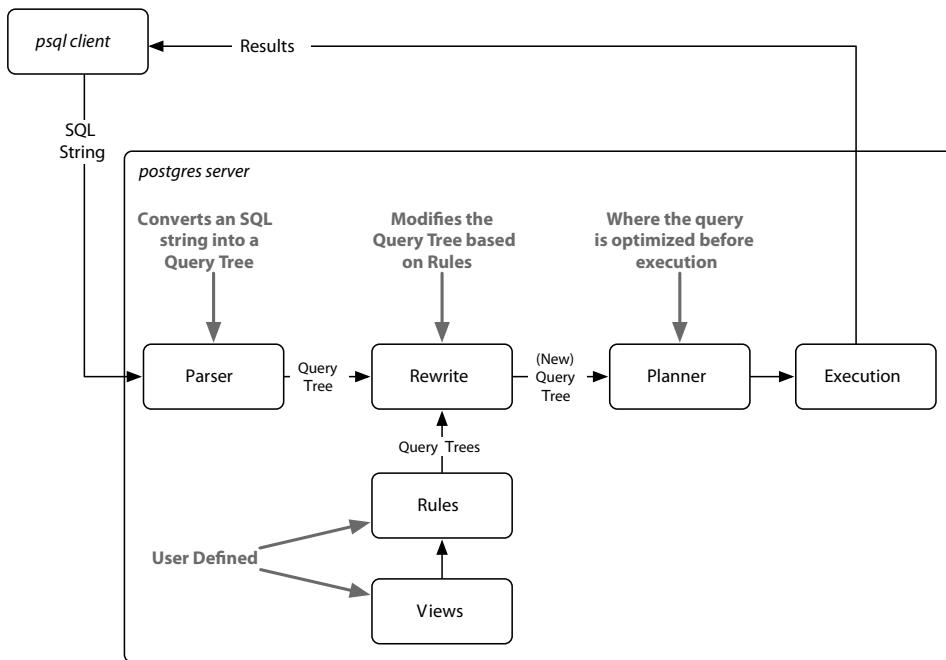 psql client
Results
SQL
String
postgres server
Converts an SQL
string into a
Query Tree
Modifies the
Query Tree based
on Rules
Where the query
is optimized before
execution
Parser
Query
Tree
Rewrite
(New)
Query
Tree
Planner
Execution
Query Trees
Rules
User Defined
Views